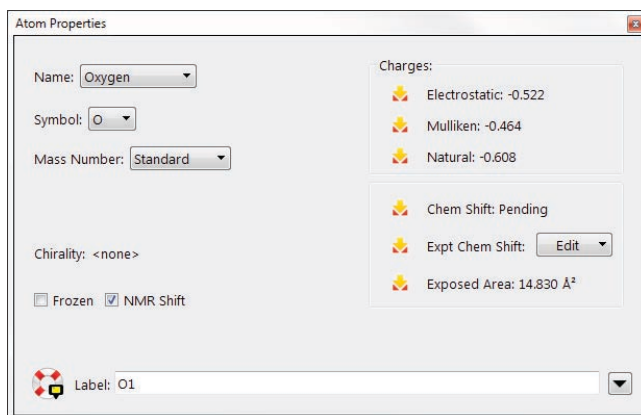 Atom Properties
Name: Oxygen
Symbol: O
Mass Number: Standard
Chirality: <none>
Frozen NMR Shift
Charges:
Electrostatic: -0.522
Mulliken: -0.464
Natural: -0.608
Chem Shift: Pending
Expt Chem Shift: Edit
Exposed Area: 14.830 Å²
Label: O1